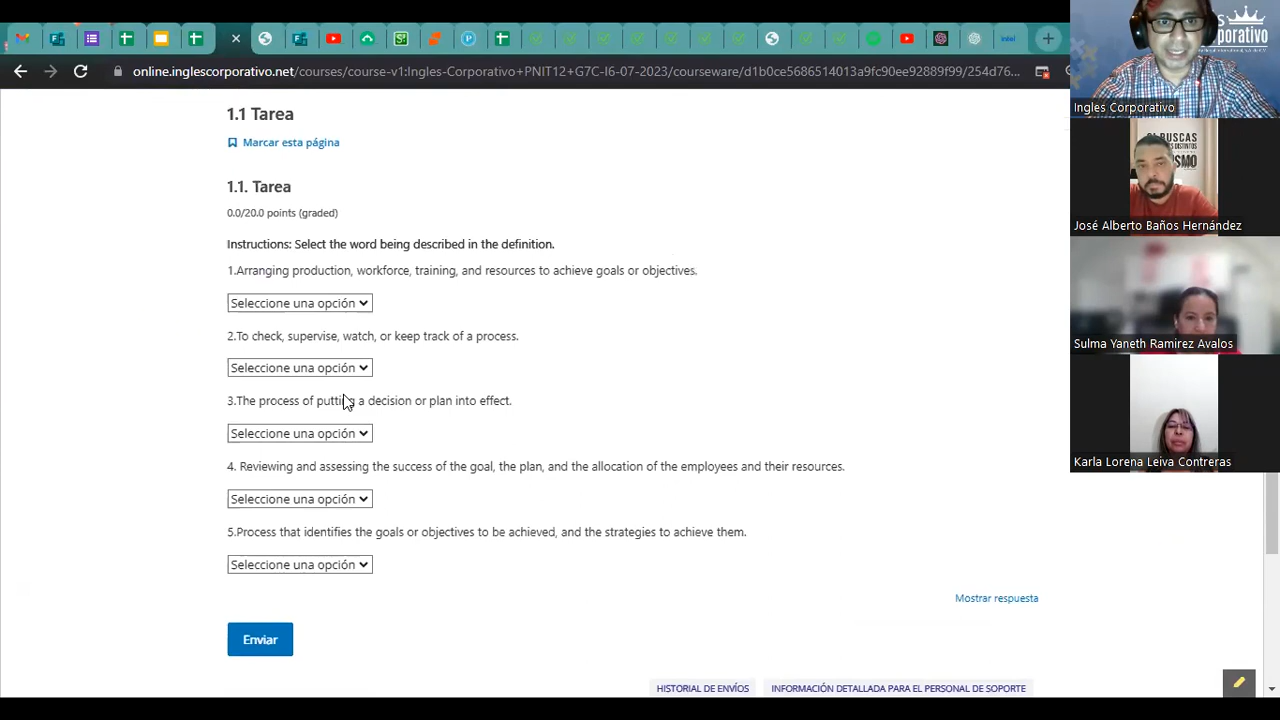 online.inglescorporativo.net/courses/course-v1:Ingles-Corporativo+PNIT12+G7C-I6-07-2023/courseware/d1b0ce5686514013a9fc90ee92889f99/254d76...
1.1 Tarea
Marcar esta página
1.1. Tarea
0.0/20.0 points (graded)
Instructions: Select the word being described in the definition.
1.Arranging production, workforce, training, and resources to achieve goals or objectives.
Seleccione una opción
2.To check, supervise, watch, or keep track of a process.
Seleccione una opción
3.The process of putting a decision or plan into effect.
Seleccione una opción
4. Reviewing and assessing the success of the goal, the plan, and the allocation of the employees and their resources.
Seleccione una opción
5.Process that identifies the goals or objectives to be achieved, and the strategies to achieve them.
Seleccione una opción
Mostrar respuesta
Enviar
HISTORIAL DE ENVÍOS
INFORMACIÓN DETALLADA PARA EL PERSONAL DE SOPORTE
S
porativo
Ingles Corporativo
BUSCAS
DISTINTOS
MISMO
José Alberto Baños Hernández
Sulma Yaneth Ramirez Avalos
Karla Lorena Leiva Contreras